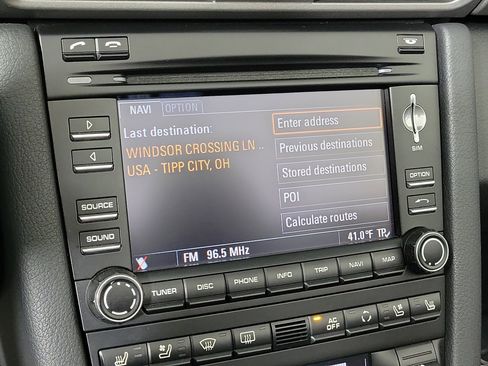 NAVI OPTION
Last destination:
WINDSOR CROSSING LN ..
USA - TIPP CITY, OH
Enter address
Previous destinations
Stored destinations
POI
Calculate routes
FM 96.5 MHz
41.0°F TP
SIM
OPTION
SOURCE
SOUND
TUNER DISC PHONE INFO TRIP NAVI MAP
AC
OFF